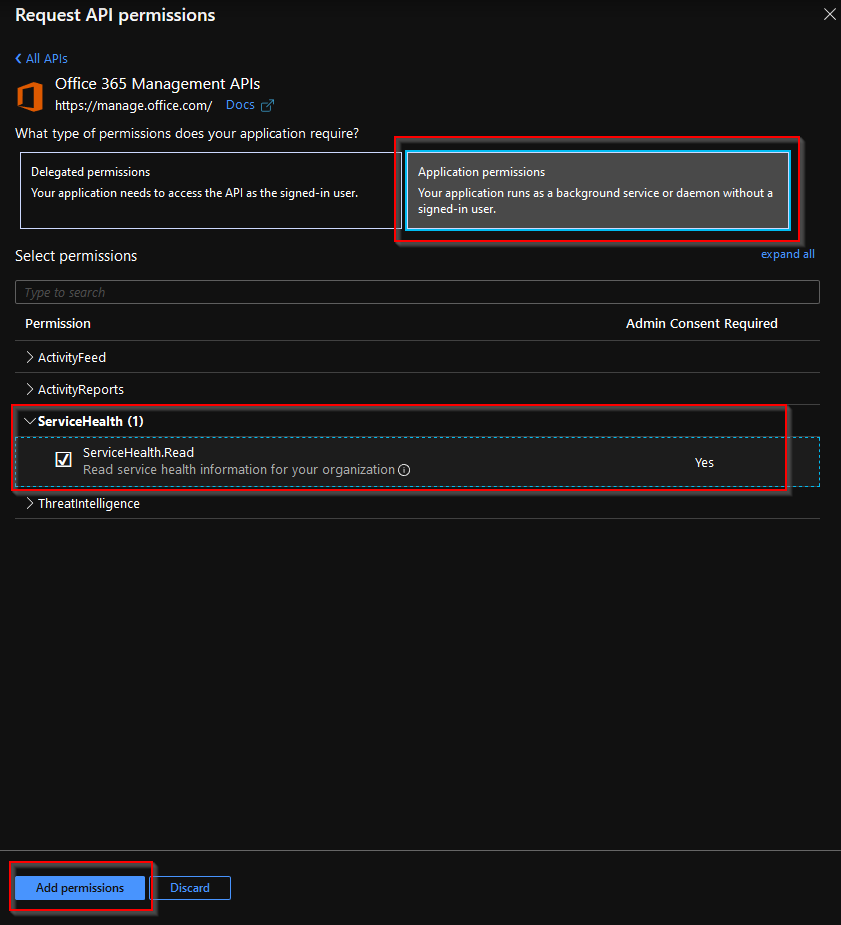 Request API permissions
All APIs
Office 365 Management APIs
https://manage.office.com/ Docs
What type of permissions does your application require?
Delegated permissions
Your application needs to access the API as the signed-in user.
Application permissions
Your application runs as a background service or daemon without a
signed-in user.
Select permissions
expand all
Type to search
Permission Admin Consent Required
ActivityFeed
ActivityReports
ServiceHealth (1)
ServiceHealth.Read
Read service health information for your organization
Yes
ThreatIntelligence
Add permissions Discard